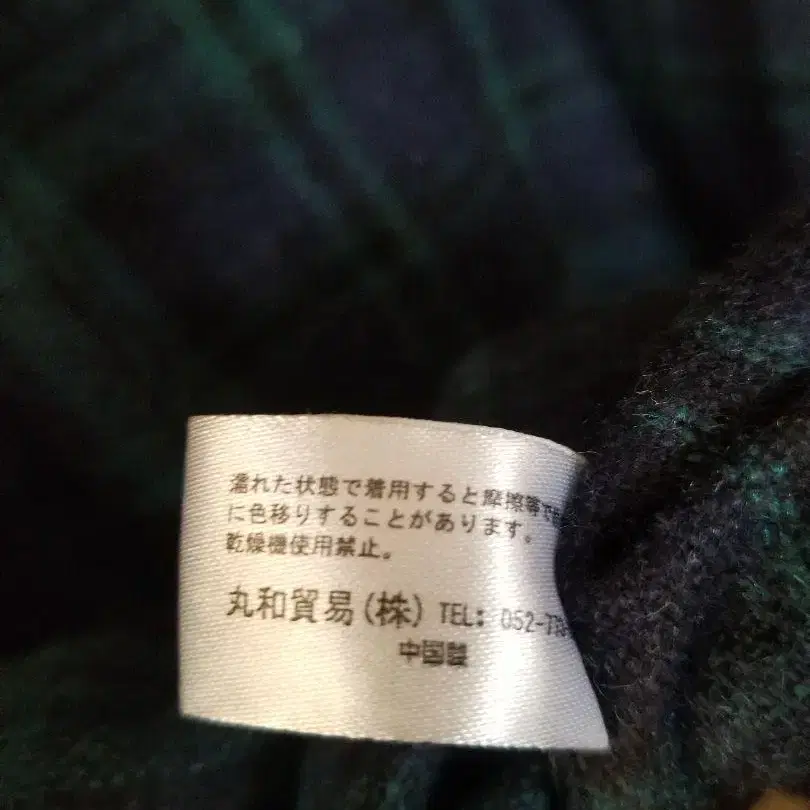 濡れた状態で着用すると摩擦等で
に色移りすることがあります。
乾燥機使用禁止。
丸和貿易(株) TEL: 052-
中国製